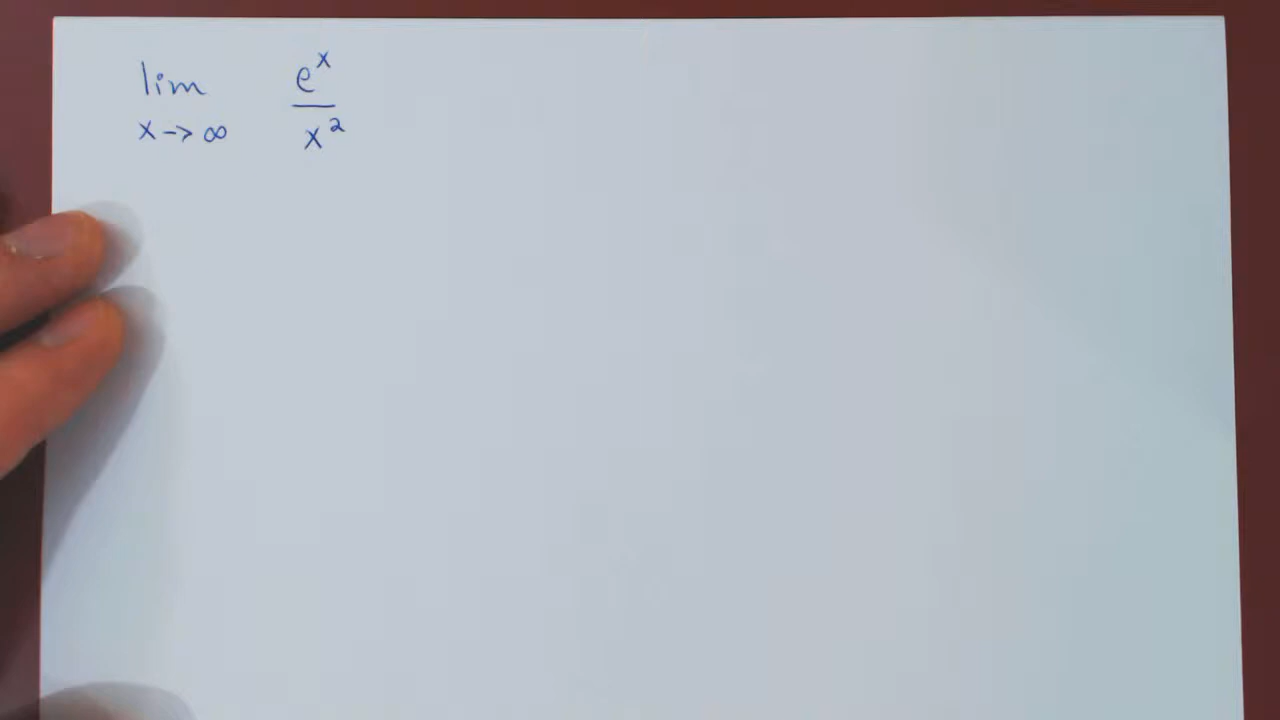 lim e^x / x^2
x -> ∞